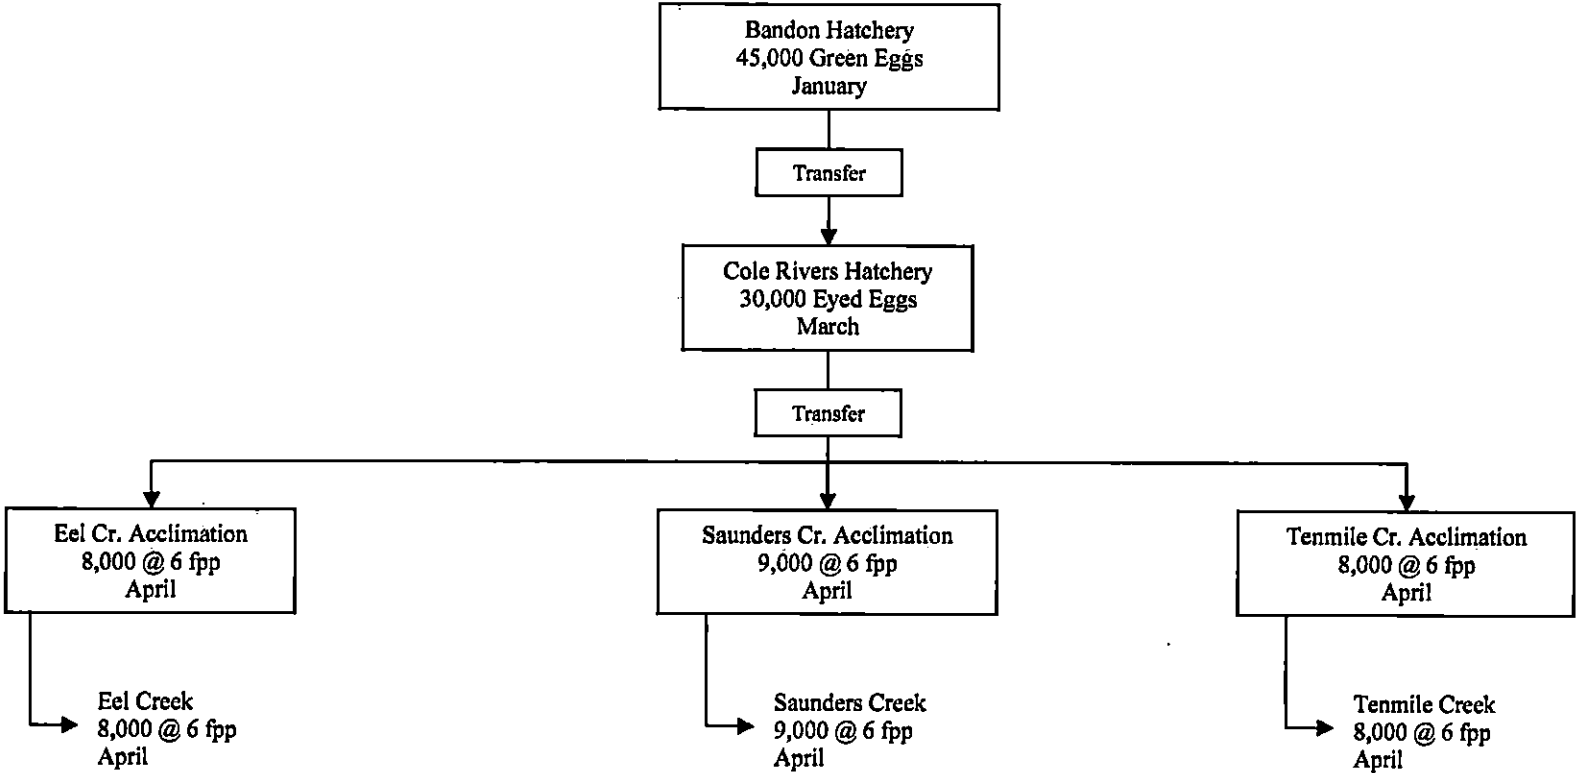 Bandon Hatchery
45,000 Green Eggs
January
Transfer
Cole Rivers Hatchery
30,000 Eyed Eggs
March
Transfer
Eel Cr. Acclimation
8,000 @ 6 fpp
April
Saunders Cr. Acclimation
9,000 @ 6 fpp
April
Tenmile Cr. Acclimation
8,000 @ 6 fpp
April
Eel Creek
8,000 @ 6 fpp
April
Saunders Creek
9,000 @ 6 fpp
April
Tenmile Creek
8,000 @ 6 fpp
April